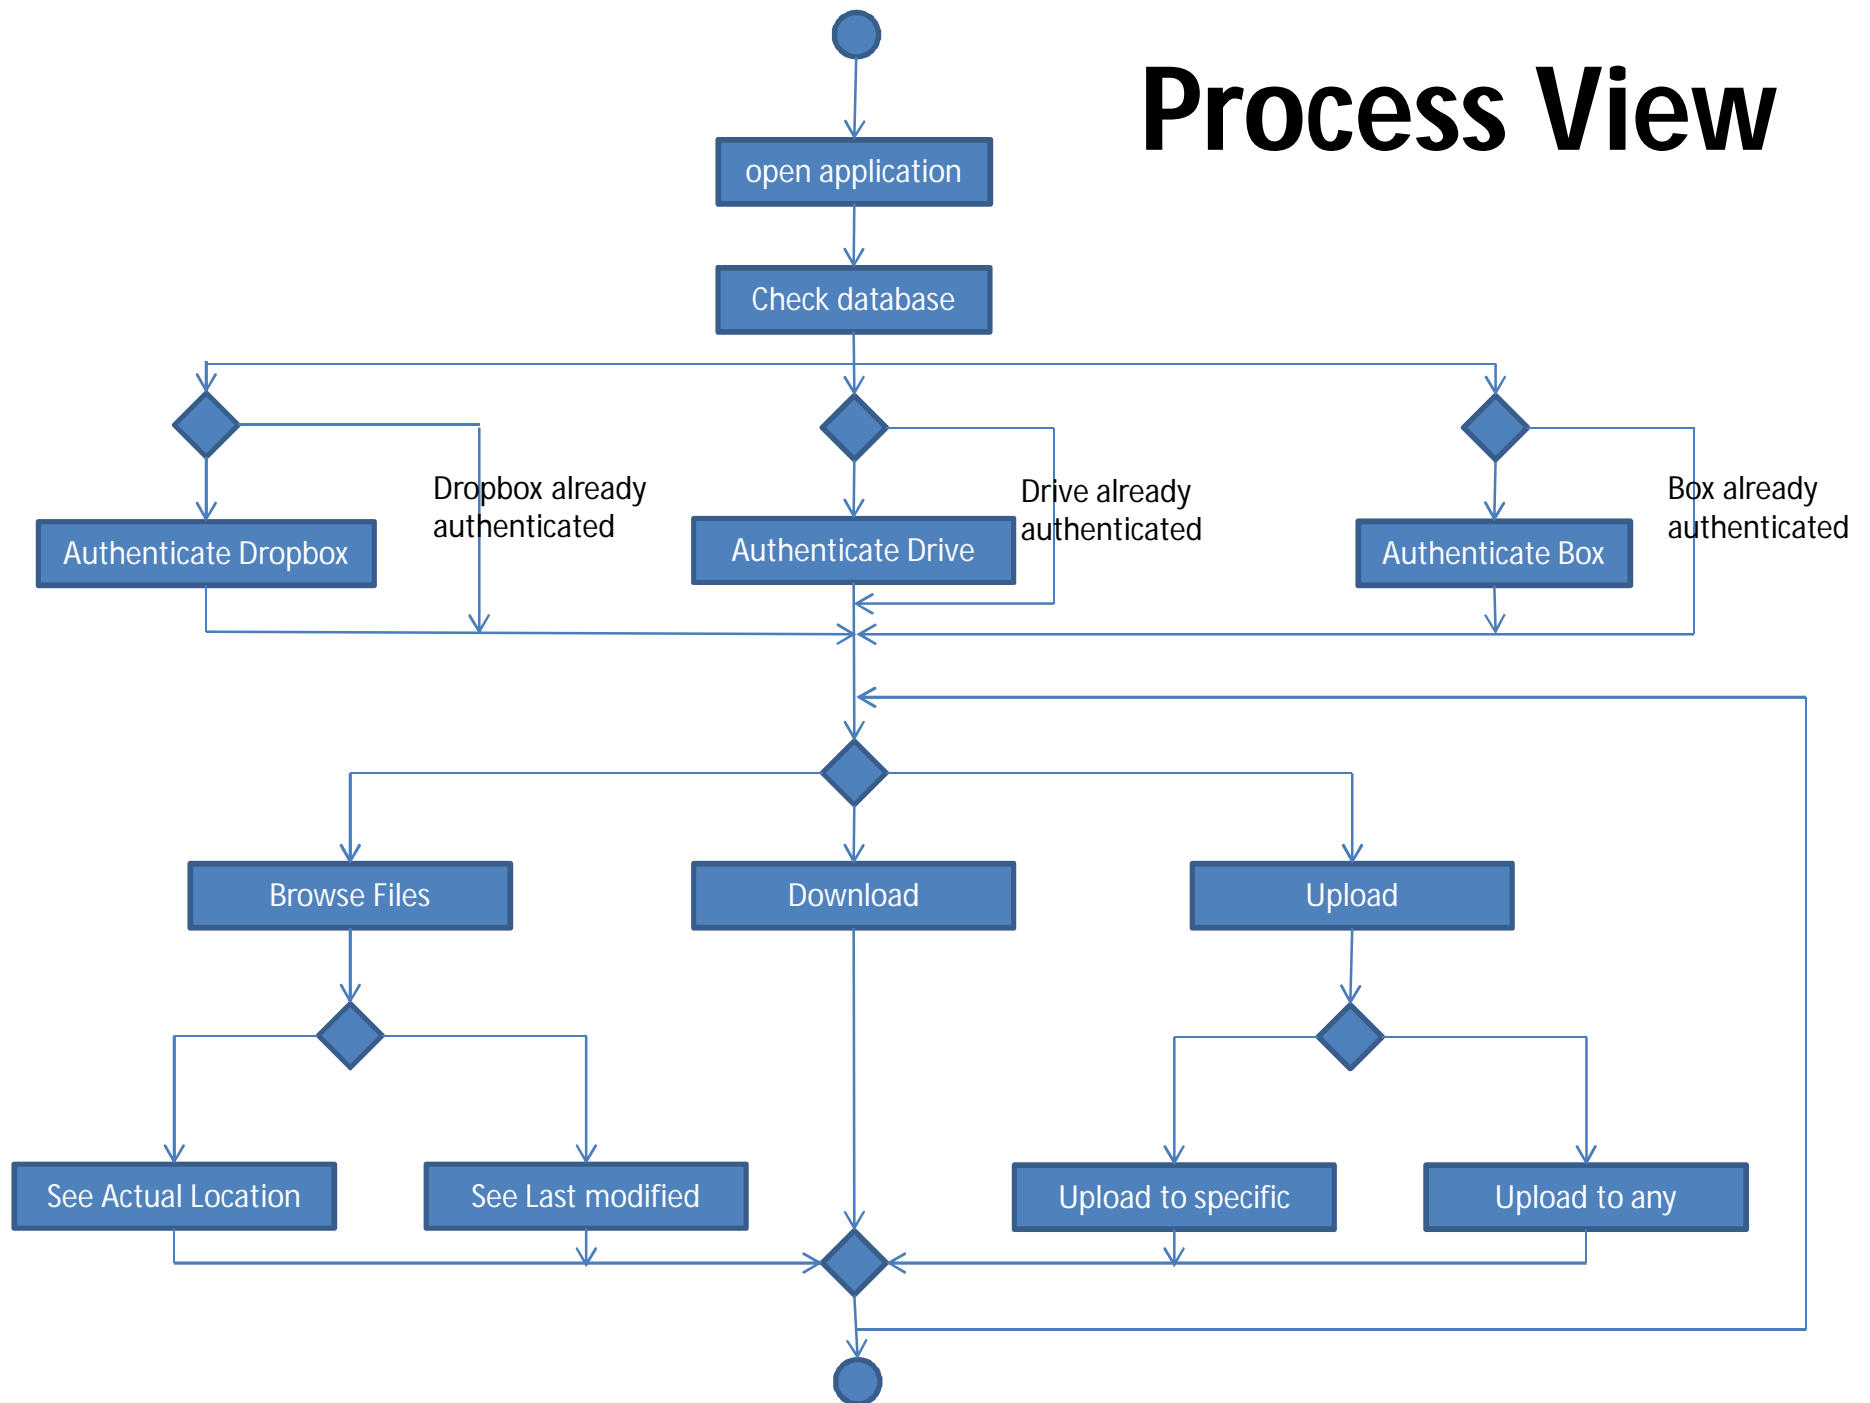 Process View
open application
Check database
Dropbox already
authenticated
Drive already
authenticated
Box already
authenticated
Authenticate Dropbox
Authenticate Drive
Authenticate Box
Browse Files
Download
Upload
See Actual Location
See Last modified
Upload to specific
Upload to any